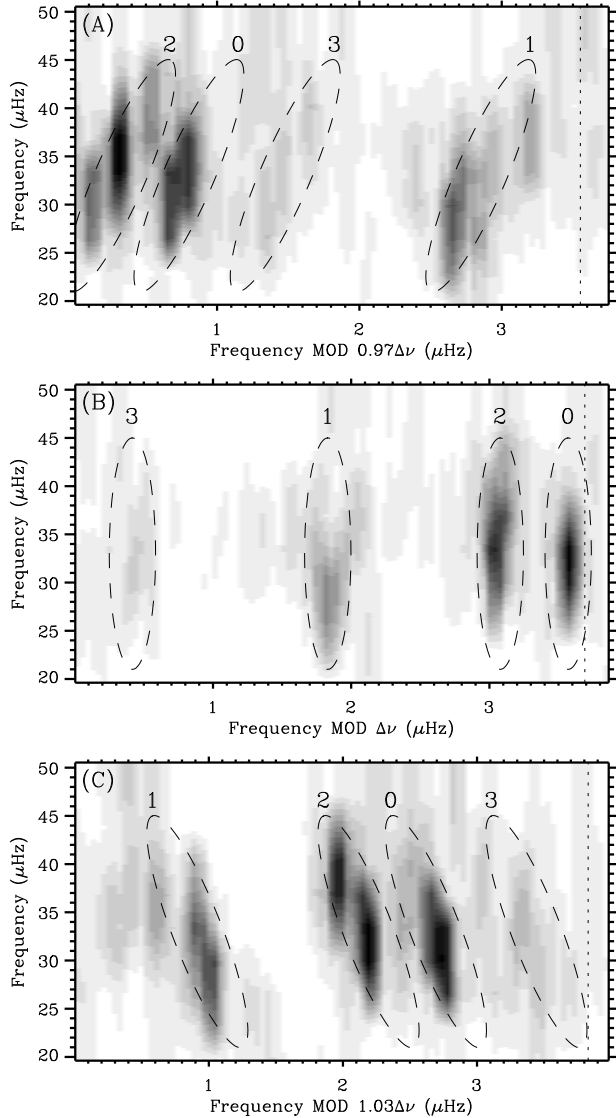 (A)
2 0 3 1
50
45
40
35
30
25
20
Frequency (μHz)
1 2 3
Frequency MOD 0.97Δν (μHz)
(B)
3 1 2 0
50
45
40
35
30
25
20
Frequency (μHz)
1 2 3
Frequency MOD Δν (μHz)
(C)
1 2 0 3
50
45
40
35
30
25
20
Frequency (μHz)
1 2 3
Frequency MOD 1.03Δν (μHz)